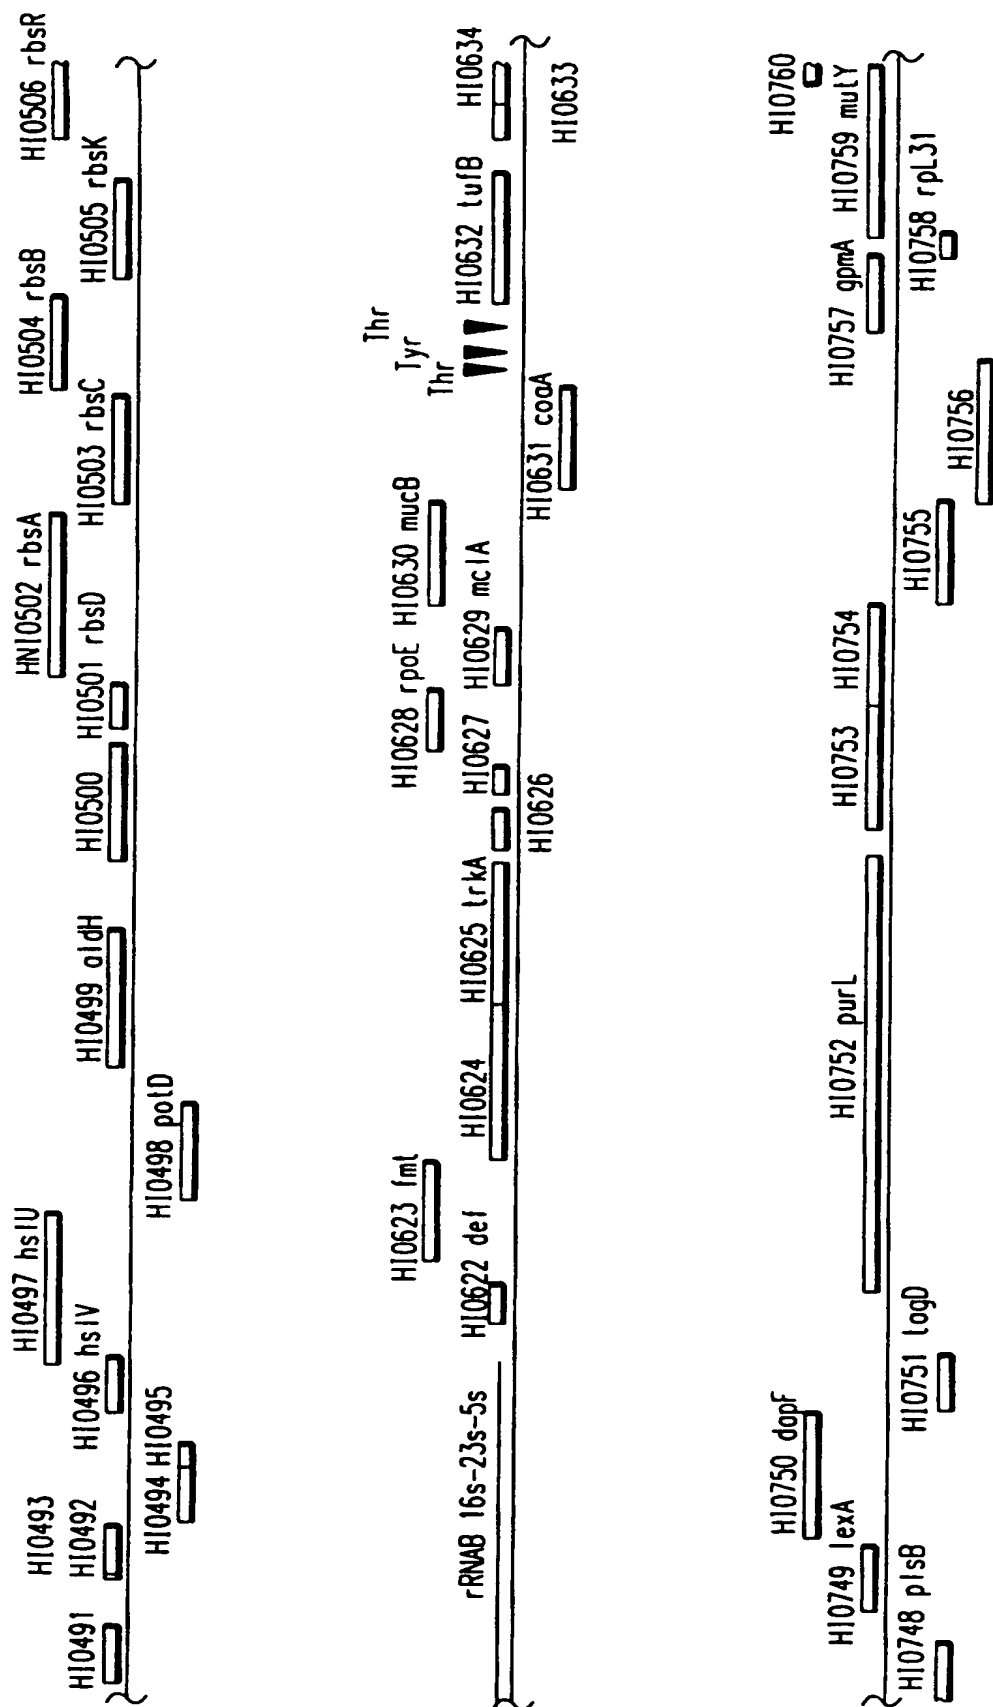 HI0491
HI0492
HI0493
HI0494
HI0495
HI0496 hslV
HI0497 hslU
HI0498 potD
HI0499 aldH
HI0500
HI0501 rbsD
HNI0502 rbsA
HI0503 rbsC
HI0504 rbsB
HI0505 rbsK
HI0506 rbsR
rRNAB 16s-23s-5s
HI0622 def
HI0623 fmt
HI0624
HI0625 trkA
HI0626
HI0627
HI0628 rpoE
HI0629 mclA
HI0630 mucB
HI0631 coaA
Thr
Tyr
Thr
HI0632 tufB
HI0633
HI0634
HI0748 plsB
HI0749 lexA
HI0750 dapF
HI0751 tagD
HI0752 purL
HI0753
HI0754
HI0755
HI0756
HI0757 gpmA
HI0758 rpL31
HI0759 mutY
HI0760